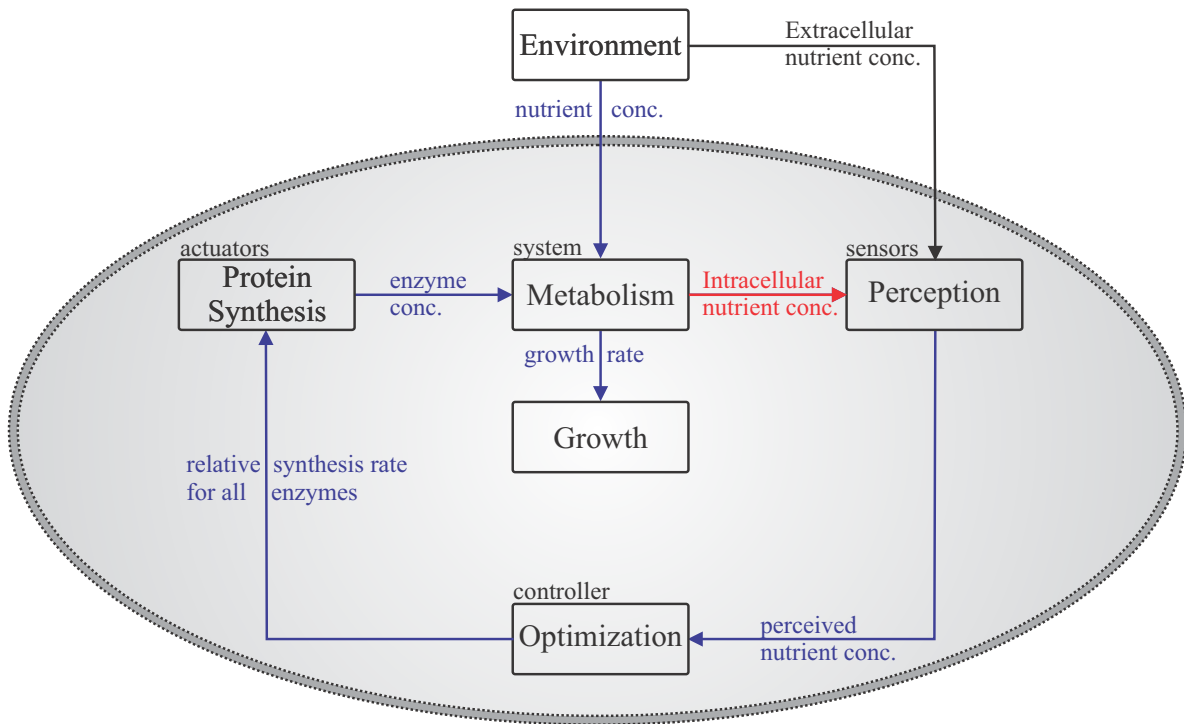 Environment
Extracellular
nutrient conc.
nutrient conc.
actuators
Protein
Synthesis
enzyme
conc.
system
Metabolism
Intracellular
nutrient conc.
sensors
Perception
growth rate
Growth
relative synthesis rate
for all enzymes
controller
Optimization
perceived
nutrient conc.